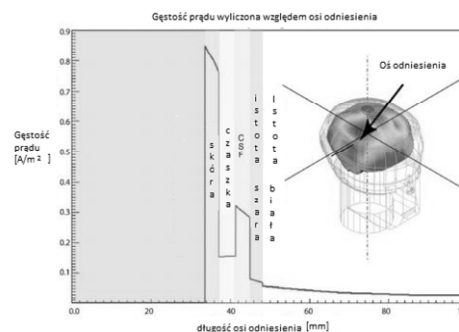 Gęstość prądu wyliczona względem osi odniesienia
0.9
0.8
0.7
0.6
0.5
0.4
0.3
0.2
0.1
Gęstość
prądu
[A/m²]
skóra
czaszka
CSF
istota szara
Istota biała
Oś odniesienia
0.0
20
40
60
80
100
długość osi odniesienia [mm]